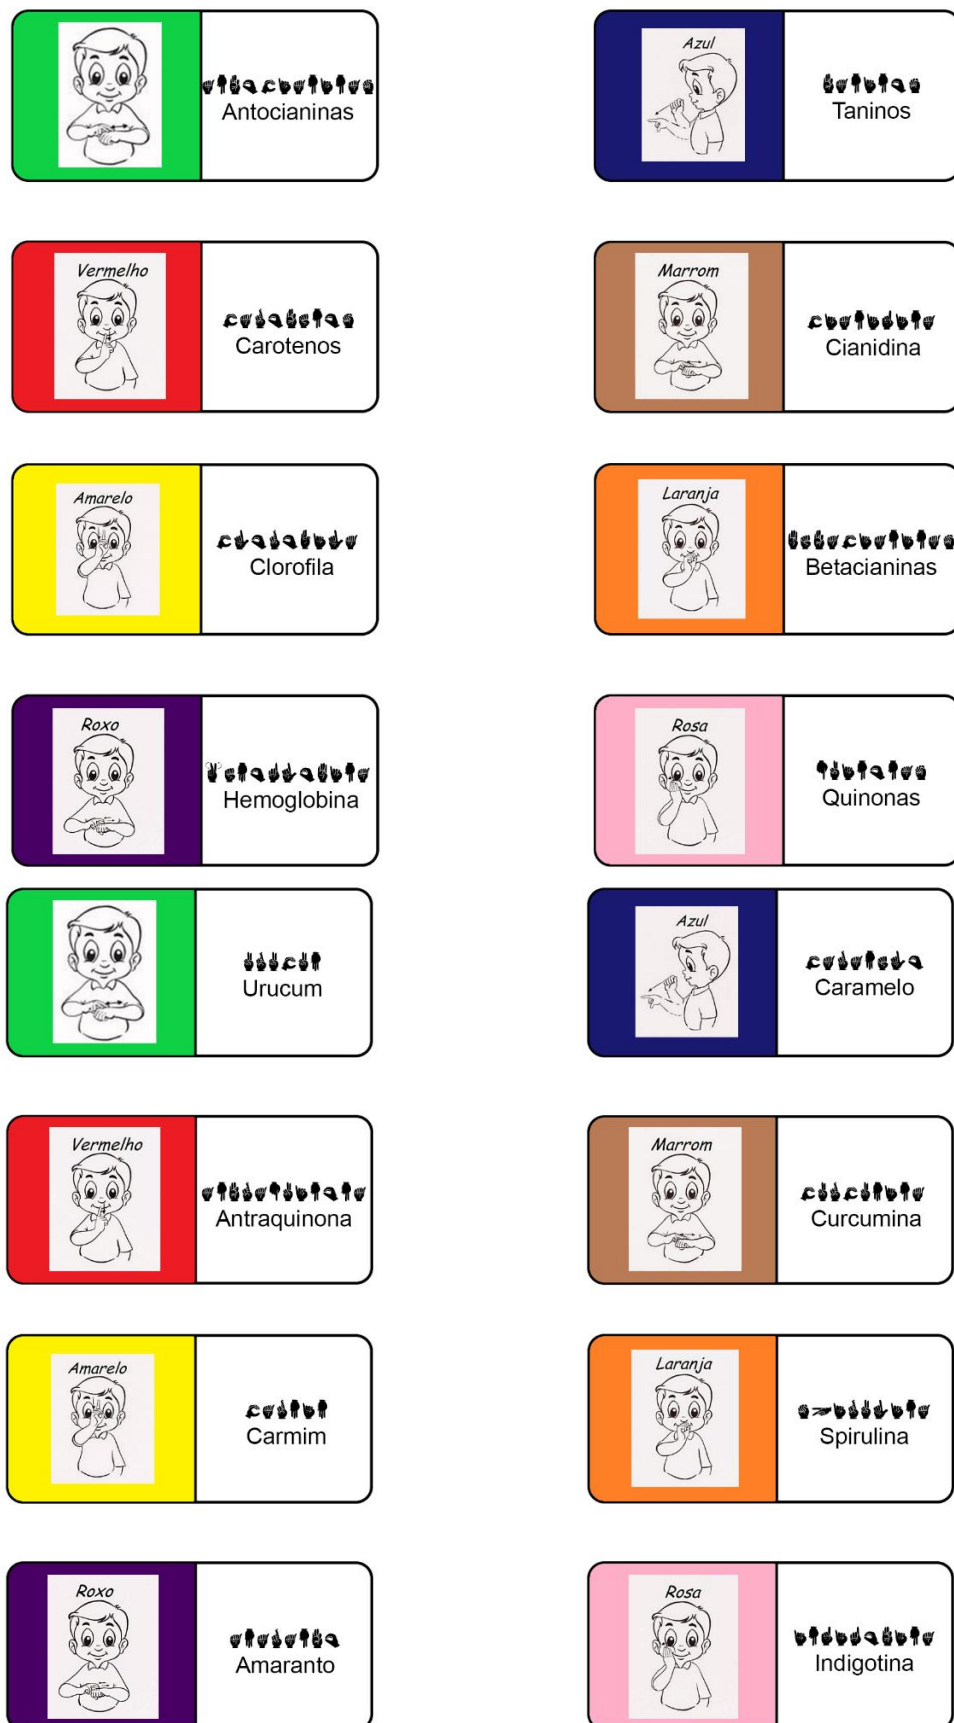 Antocianinas
Azul
Taninos
Vermelho
Carotenos
Marrom
Cianidina
Amarelo
Clorofila
Laranja
Betacianinas
Roxo
Hemoglobina
Rosa
Quinonas
Urucum
Azul
Caramelo
Vermelho
Antraquinona
Marrom
Curcumina
Amarelo
Carmim
Laranja
Spirulina
Roxo
Amaranto
Rosa
Indigotina